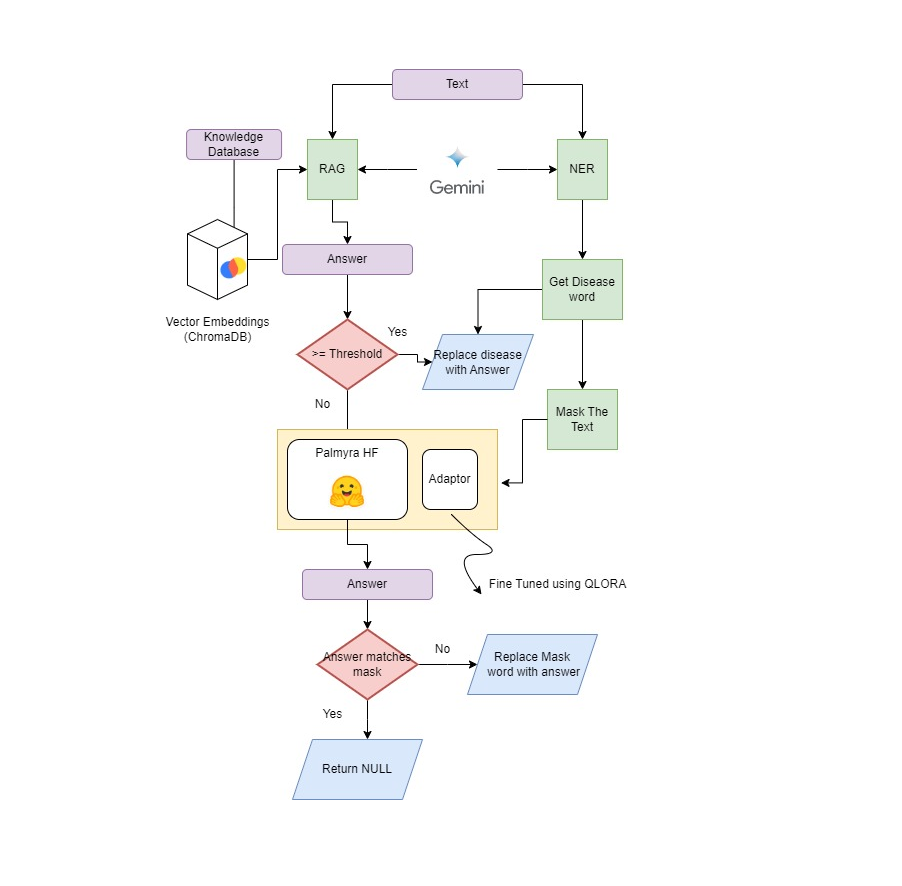 Text
Knowledge
Database
RAG
Gemini
NER
Answer
Get Disease
word
Vector Embeddings
(ChromaDB)
Yes
>= Threshold
Replace disease
with Answer
No
Mask The
Text
Palmyra HF
Adaptor
Answer
Fine Tuned using QLORA
Answer matches
mask
No
Replace Mask
word with answer
Yes
Return NULL